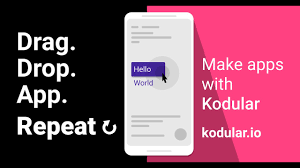 Drag.
Drop.
App.
Repeat ↻
Hello
World
Make apps
with
Kodular
kodular.io